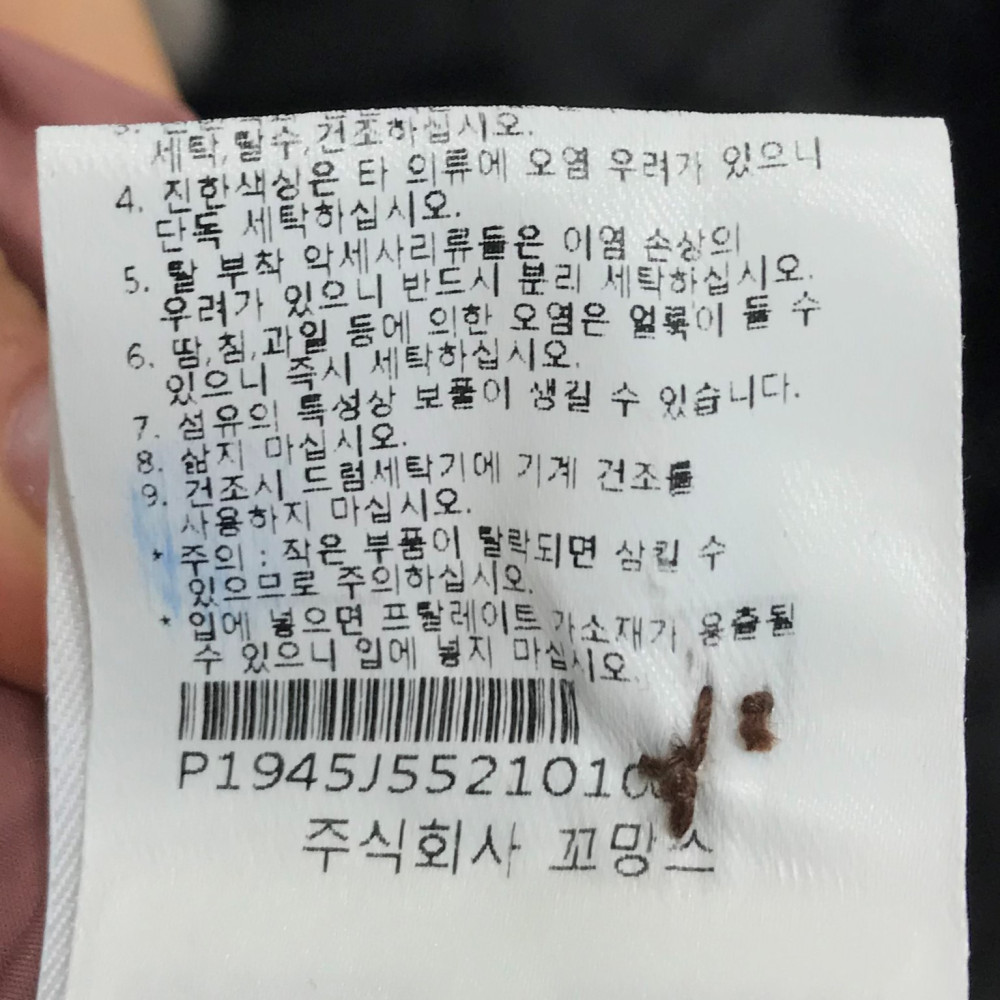 세탁,탈수,건조하십시오.
4. 진한색상은 타 의류에 오염 우려가 있으니
단독 세탁하십시오.
5. 탈 부착 악세사리류들은 이염 손상의
우려가 있으니 반드시 분리 세탁하십시오.
6. 땀,침,과일 등에 의한 오염은 얼룩이 들 수
있으니 즉시 세탁하십시오.
7. 섬유의 특성상 보풀이 생길 수 있습니다.
8. 삶지 마십시오.
9. 건조시 드럼세탁기에 기계 건조를
사용하지 마십시오.
* 주의 : 작은 부품이 탈락되면 삼킬 수
있으므로 주의하십시오.
* 입에 넣으면 프탈레이트가소재가 용출될
수 있으니 입에 넣지 마십시오.
주식회사 꼬망스